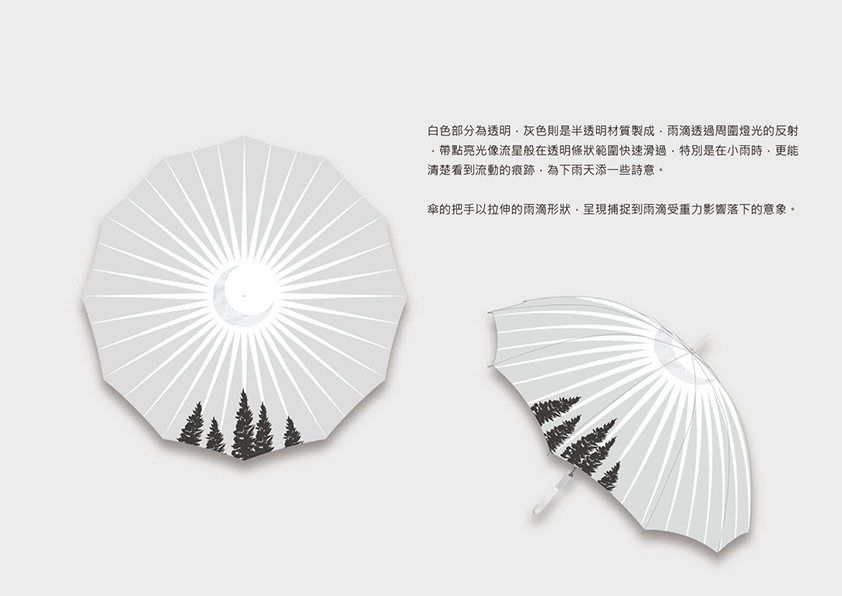 白色部分為透明，灰色則是半透明材質製成，雨滴透過周圍燈光的反射
，帶點亮光像流星般在透明條狀範圍快速滑過，特別是在小雨時，更能
清楚看到流動的痕跡，為下雨天添一些詩意。
傘的把手以拉伸的雨滴形狀，呈現捕捉到雨滴受重力影響落下的意象。